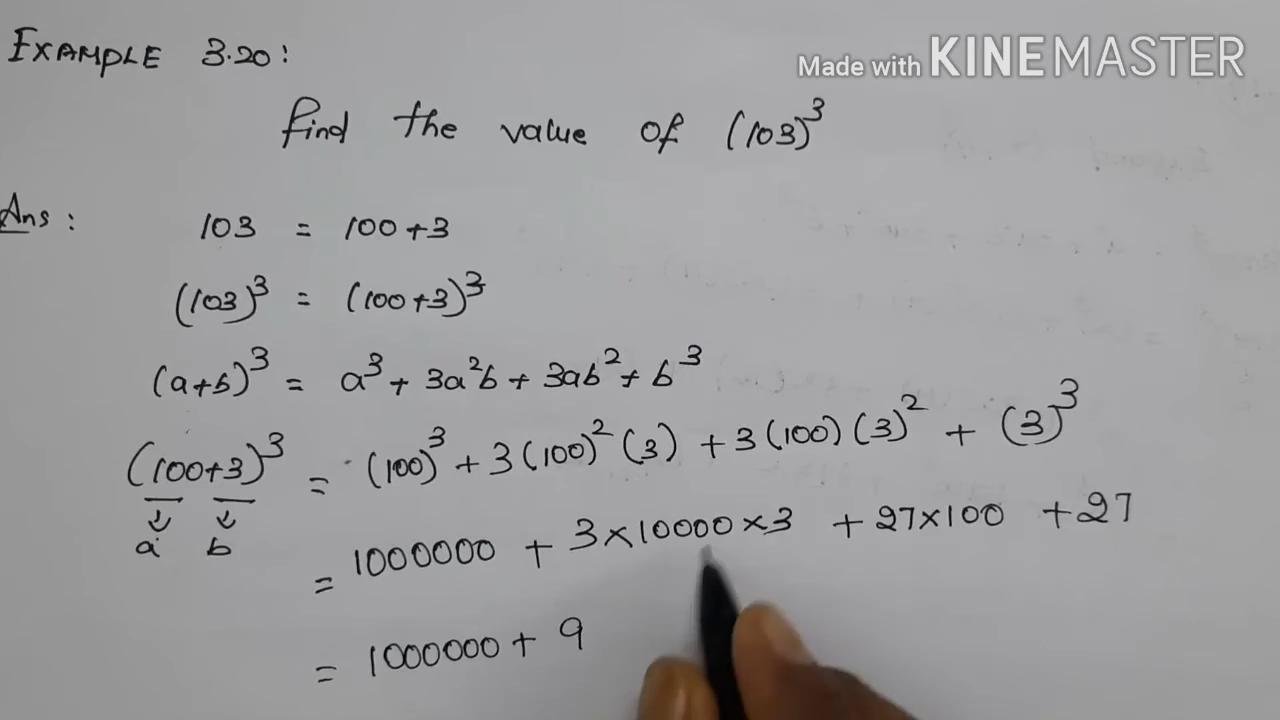 EXAMPLE 3.20:
Made with KINEMASTER
find the value of (103)³
Ans: 103 = 100+3
(103)³ = (100+3)³
(a+b)³ = a³ + 3a²b + 3ab² + b³
(100+3)³ = (100)³ + 3(100)²(3) + 3(100)(3)² + (3)³
a b
= 1000000 + 3×10000×3 + 27×100 + 27
= 1000000 + 9